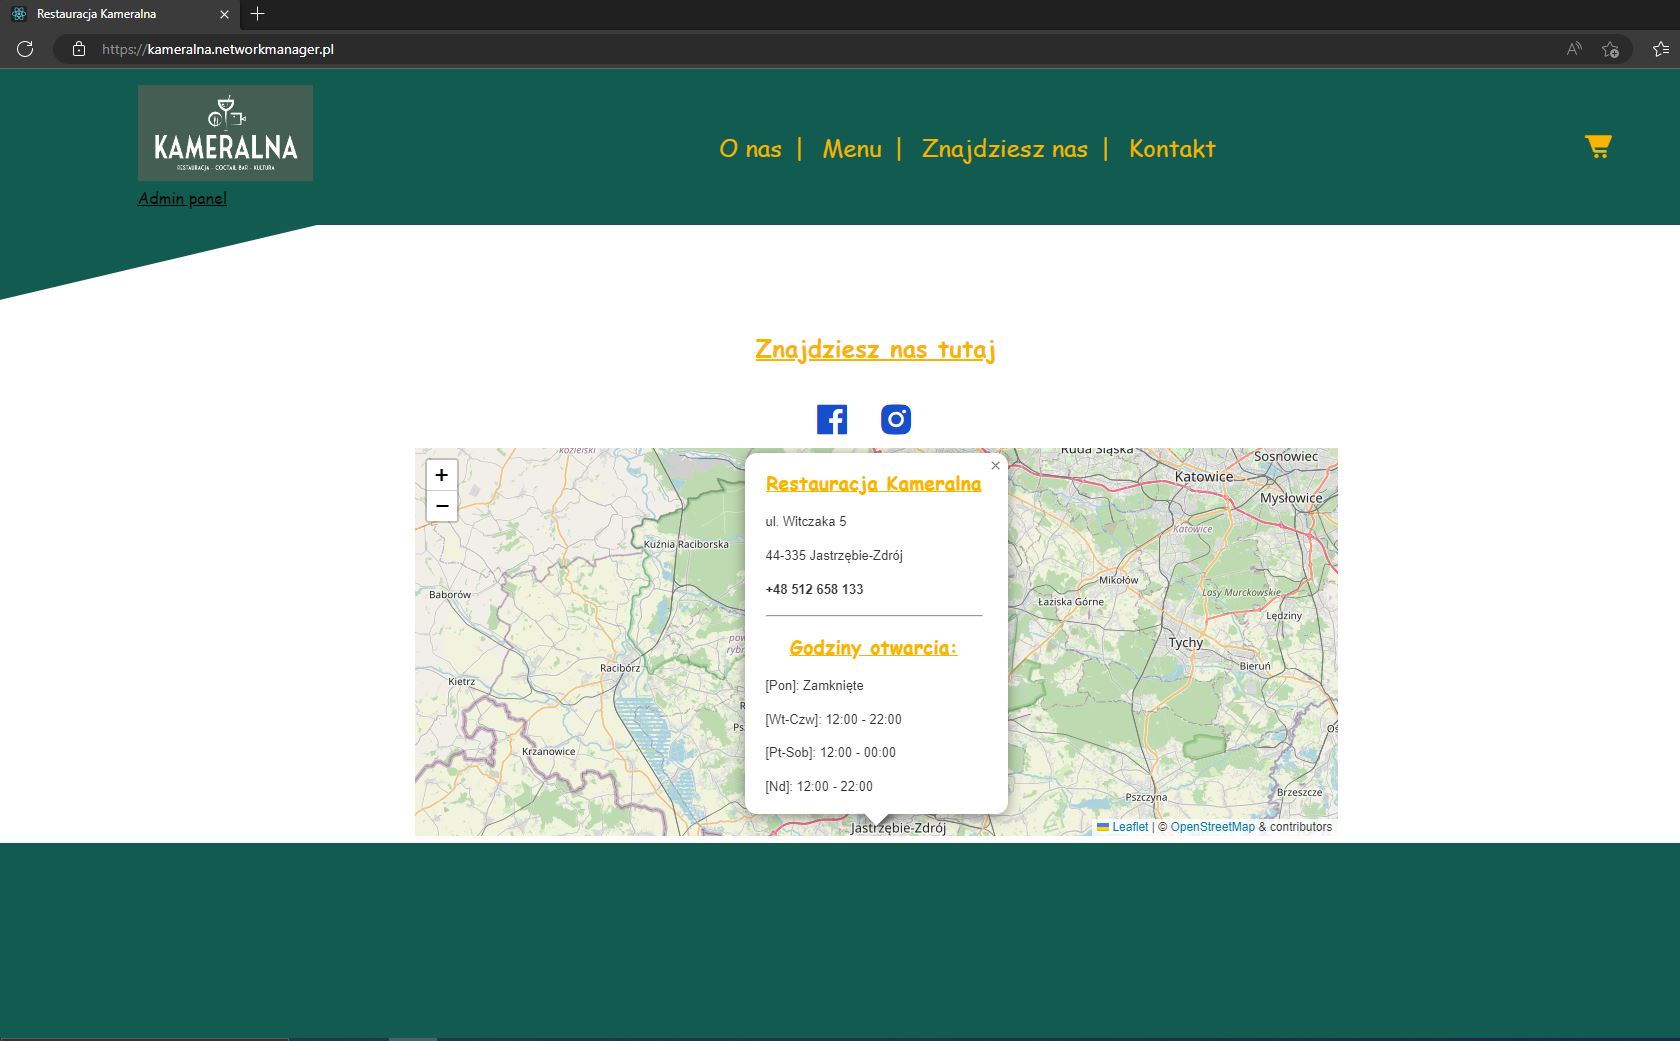 Restauracja Kameralna
https://kameralna.networkmanager.pl
KAMERALNA
RESTAURACJA - COCTAIL BAR - KULTURA
Admin panel
O nas | Menu | Znajdziesz nas | Kontakt
Znajdziesz nas tutaj
+
−
Restauracja Kameralna
ul. Witczaka 5
44-335 Jastrzębie-Zdrój
+48 512 658 133
Godziny otwarcia:
[Pon]: Zamknięte
[Wt-Czw]: 12:00 - 22:00
[Pt-Sob]: 12:00 - 00:00
[Nd]: 12:00 - 22:00
Ruda Śląska
Sosnowiec
Katowice
Mysłowice
Katowice
Kuźnia Raciborska
Mikołów
Baborów
Łaziska Górne
Lasy Murckowskie
Lędziny
Tychy
Bieruń
Racibórz
Kietrz
Krzanowice
Pszczyna
Brzeszcze
Jastrzębie-Zdrój
Leaflet | © OpenStreetMap & contributors